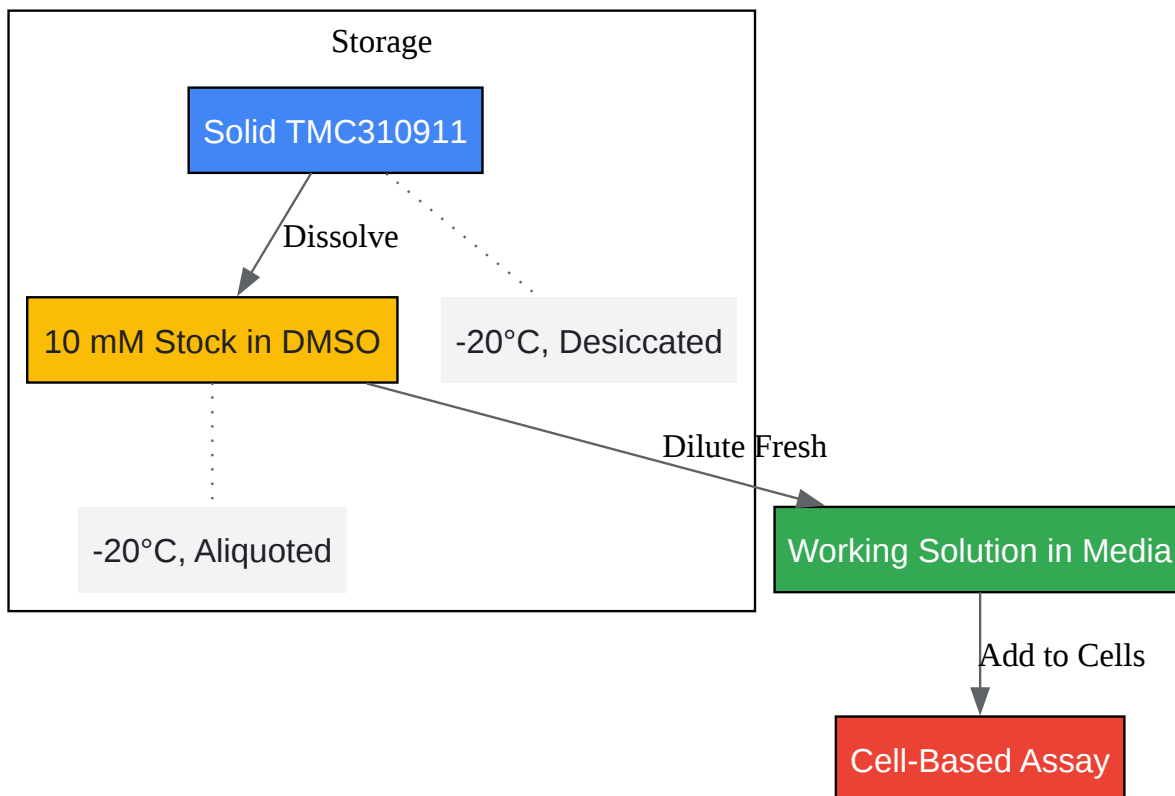 Storage
Solid TMC310911
Dissolve
10 mM Stock in DMSO
-20°C, Desiccated
Dilute Fresh
-20°C, Aliquoted
Working Solution in Media
Add to Cells
Cell-Based Assay